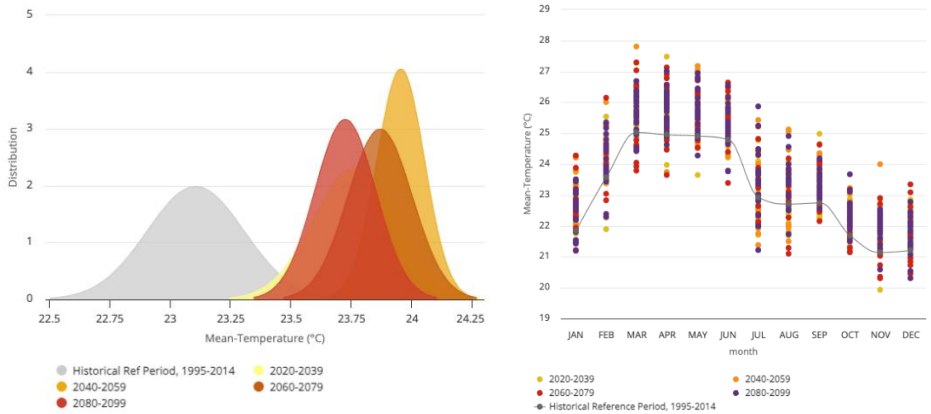 5
4
3
2
1
0
Distribution
22.5 22.75 23 23.25 23.5 23.75 24 24.25
Mean-Temperature (°C)
Historical Ref Period, 1995-2014 2020-2039
2040-2059 2060-2079
2080-2099
29
28
27
26
25
24
23
22
21
20
19
Mean-Temperature (°C)
JAN FEB MAR APR MAY JUN JUL AUG SEP OCT NOV DEC
month
2020-2039 2040-2059
2060-2079 2080-2099
Historical Reference Period, 1995-2014